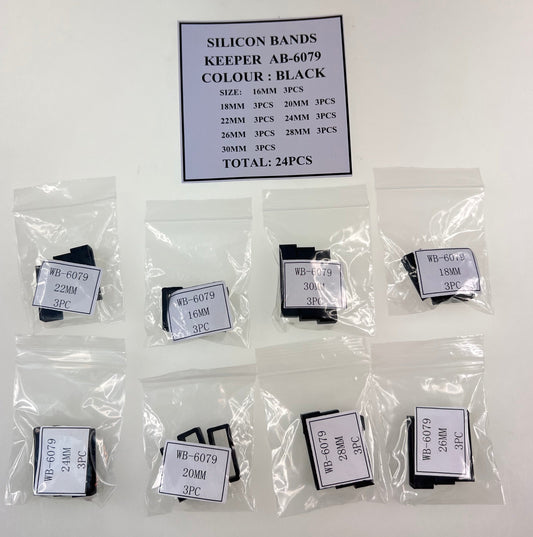 SILICON BANDS
KEEPER AB-6079
COLOUR : BLACK
SIZE: 16MM 3PCS
18MM 3PCS 20MM 3PCS
22MM 3PCS 24MM 3PCS
26MM 3PCS 28MM 3PCS
30MM 3PCS
TOTAL: 24PCS
WB-6079
22MM
3PC
WB-6079
16MM
3PC
WB-6079
30MM
3PC
WB-6079
18MM
3PC
WB-6079
24MM
3PC
WB-6079
20MM
3PC
WB-6079
28MM
3PC
WB-6079
26MM
3PC